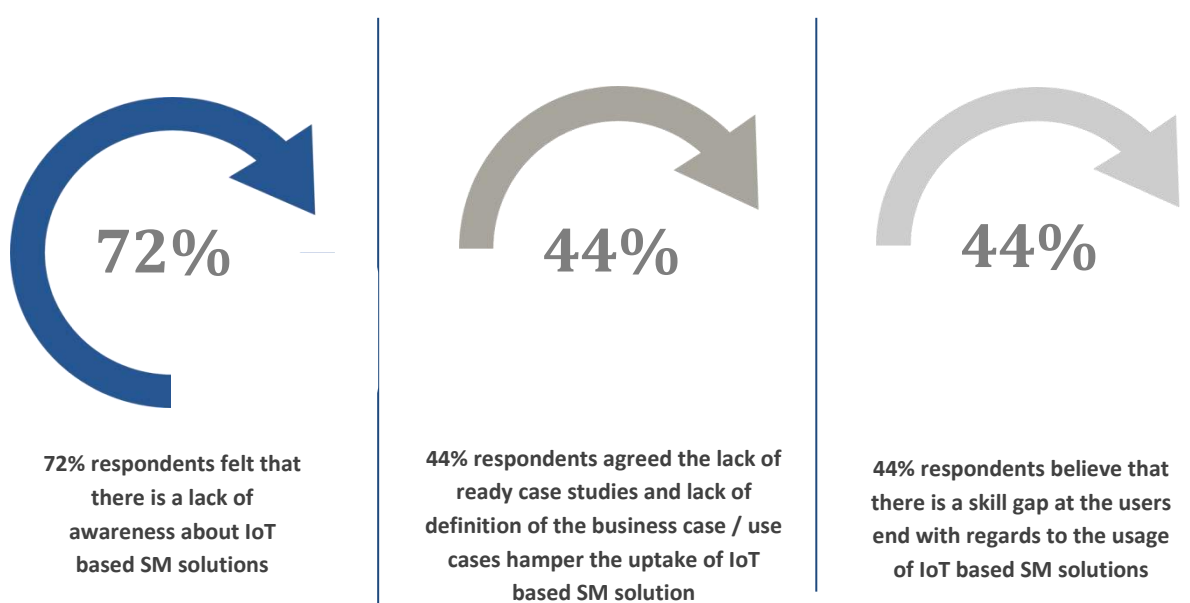 72%
72% respondents felt that
there is a lack of
awareness about IoT
based SM solutions
44%
44% respondents agreed the lack of
ready case studies and lack of
definition of the business case / use
cases hamper the uptake of IoT
based SM solution
44%
44% respondents believe that
there is a skill gap at the users
end with regards to the usage
of IoT based SM solutions